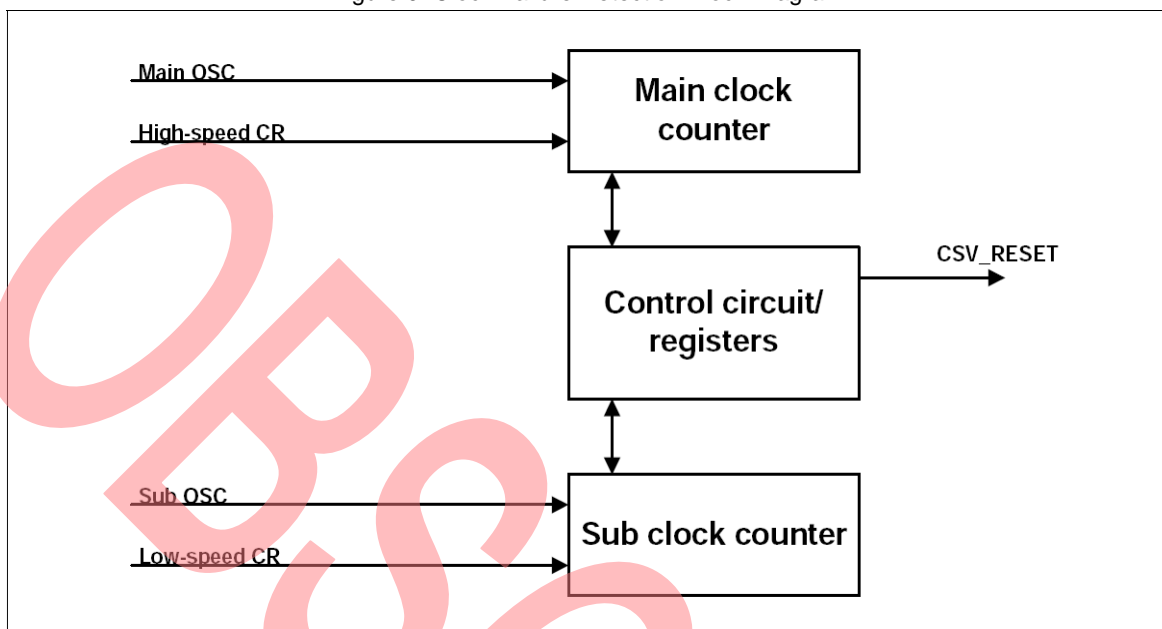 Main OSC
Main clock
counter
High-speed CR
CSV_RESET
Control circuit/
registers
Sub OSC
Sub clock counter
Low-speed CR